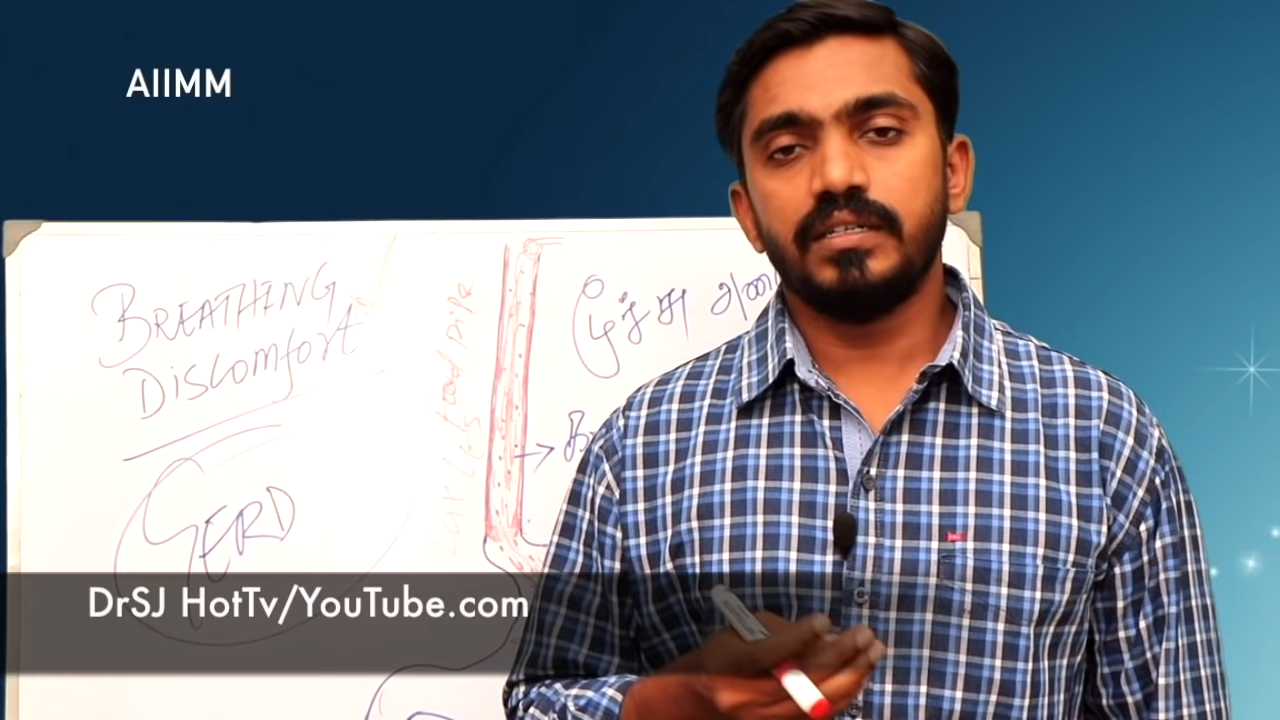 AIIMM
BREATHING
DISComfort
GERD
food pipe
மூச்சு
DrSJ HotTv/YouTube.com